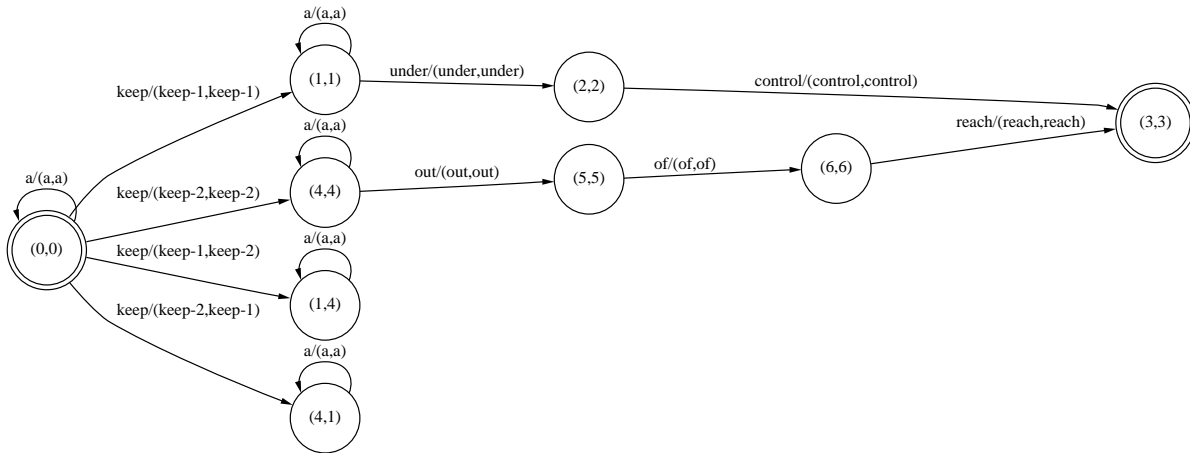 a/(a,a)
(1,1)
under/(under,under)
(2,2)
control/(control,control)
(3,3)
keep/(keep-1,keep-1)
a/(a,a)
(4,4)
out/(out,out)
(5,5)
of/(of,of)
(6,6)
reach/(reach,reach)
a/(a,a)
(0,0)
keep/(keep-2,keep-2)
a/(a,a)
keep/(keep-1,keep-2)
(1,4)
keep/(keep-2,keep-1)
a/(a,a)
(4,1)